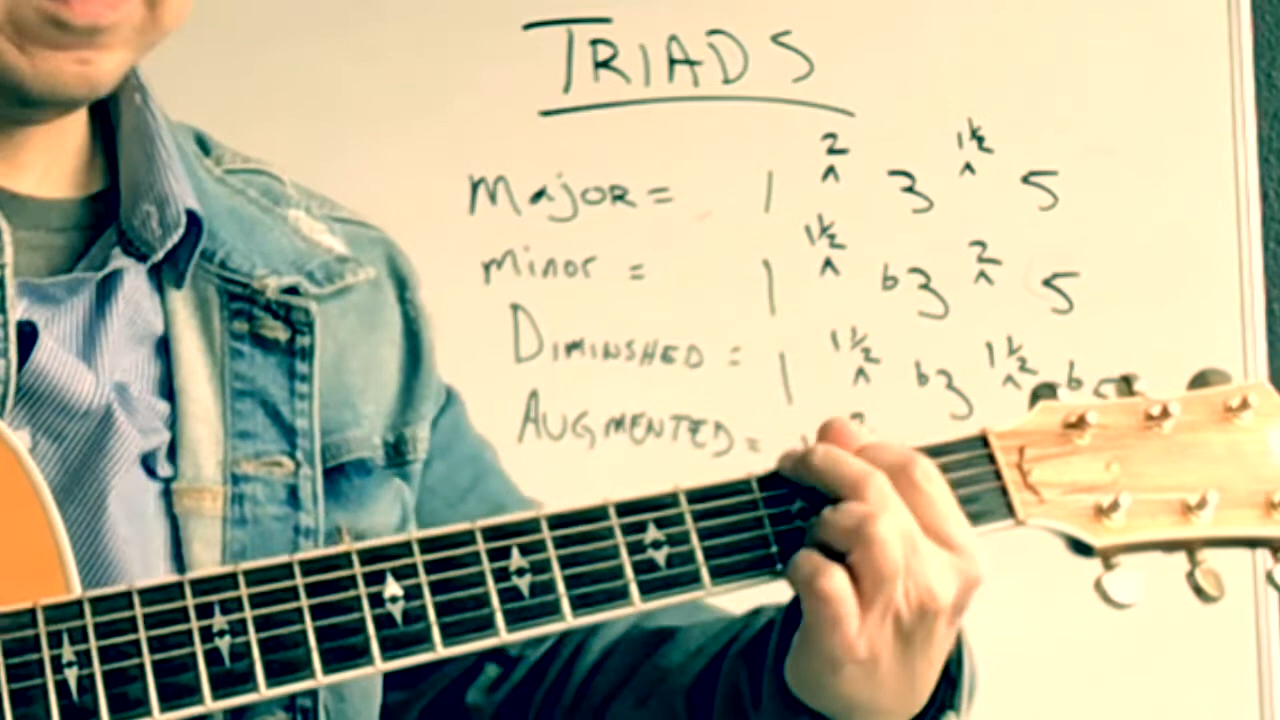 TRIADS
Major = 1 2 ^ 3 1½ ^ 5
minor = 1 1½ ^ b3 2 ^ 5
DIMINSHED = 1 1½ ^ b3 1½ ^ b5
AUGMENTED =